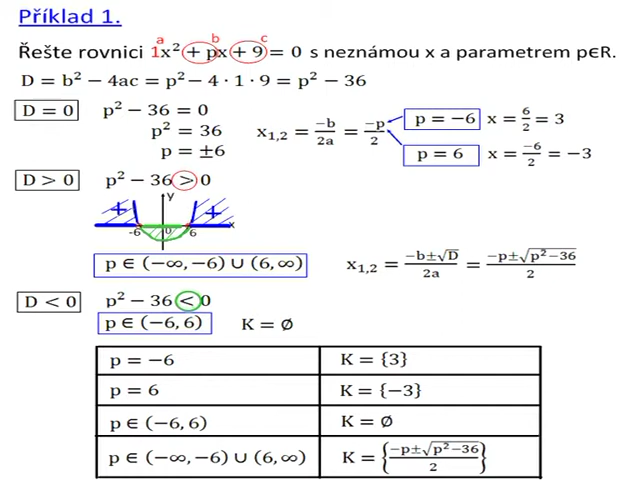 Příklad 1.
a b c
Řešte rovnici 1x² + px + 9 = 0 s neznámou x a parametrem pϵR.
D = b² − 4ac = p² − 4 · 1 · 9 = p² − 36
D = 0 p² − 36 = 0
p² = 36
p = ±6
x₁,₂ = −b/2a = −p/2
p = −6 x = 6/2 = 3
p = 6 x = −6/2 = −3
D > 0 p² − 36 > 0
y
+ +
-6 0 6 x
p ∈ (−∞, −6) ∪ (6, ∞) x₁,₂ = −b±√D/2a = −p±√p²−36/2
D < 0 p² − 36 < 0
p ∈ (−6, 6) K = ∅
p = −6 K = {3}
p = 6 K = {−3}
p ∈ (−6, 6) K = ∅
p ∈ (−∞, −6) ∪ (6, ∞) K = {−p±√p²−36/2}